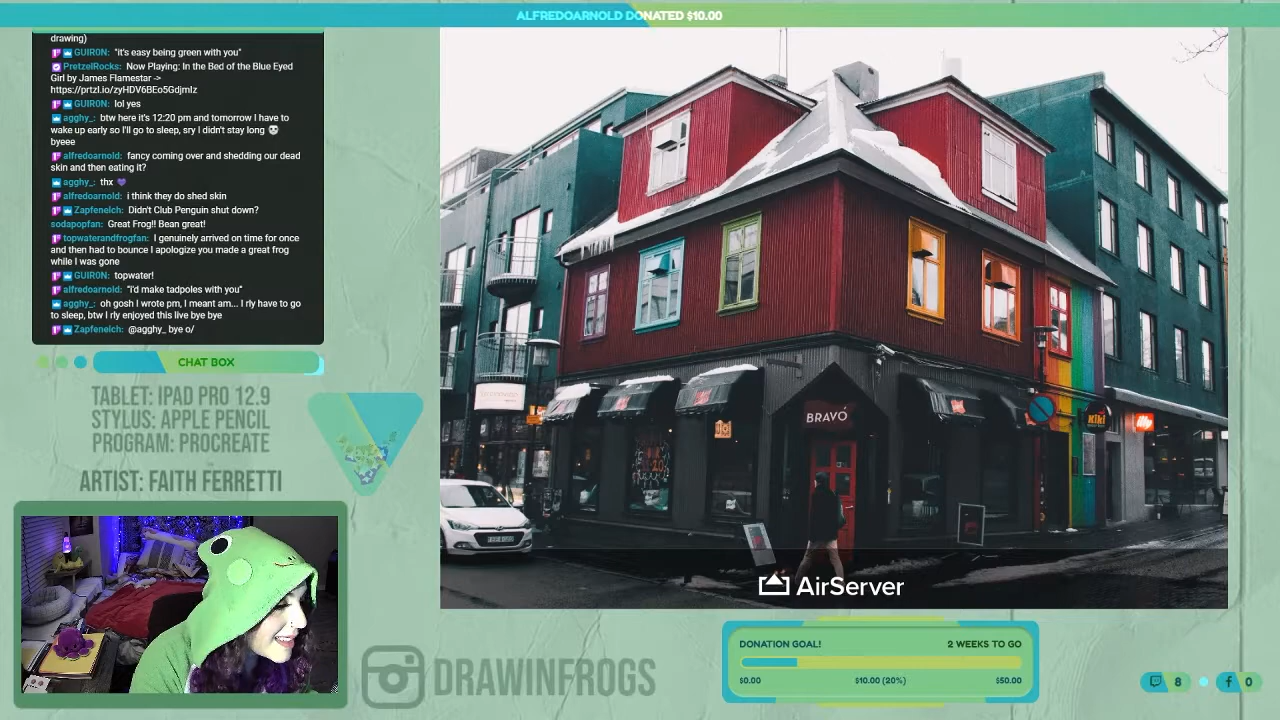 ALFREDOARNOLD DONATED $10.00
drawing)
GUIR0N: "it's easy being green with you"
PretzelRocks: Now Playing: In the Bed of the Blue Eyed
Girl by James Flamestar ->
https://prtzl.io/zyHDV6BEo5Gdjmlz
GUIR0N: lol yes
agghy_: btw here it's 12:20 pm and tomorrow I have to
wake up early so I'll go to sleep, sry I didn't stay long 💀
byeee
alfredoarnold: fancy coming over and shedding our dead
skin and then eating it?
agghy_: thx 💜
alfredoarnold: i think they do shed skin
Zapfenelch: Didn't Club Penguin shut down?
sodapopfan: Great Frog!! Bean great!
topwaterandfrogfan: I genuinely arrived on time for once
and then had to bounce I apologize you made a great frog
while I was gone
GUIR0N: topwater!
alfredoarnold: "I'd make tadpoles with you"
agghy_: oh gosh I wrote pm, I meant am... I rly have to go
to sleep, btw I rly enjoyed this live bye bye
Zapfenelch: @agghy_ bye o/
CHAT BOX
TABLET: IPAD PRO 12.9
STYLUS: APPLE PENCIL
PROGRAM: PROCREATE
ARTIST: FAITH FERRETTI
BRAVÓ
Kiki
illy
AirServer
DRAWINFROGS
DONATION GOAL! 2 WEEKS TO GO
$0.00 $10.00 (20%) $50.00
8 0